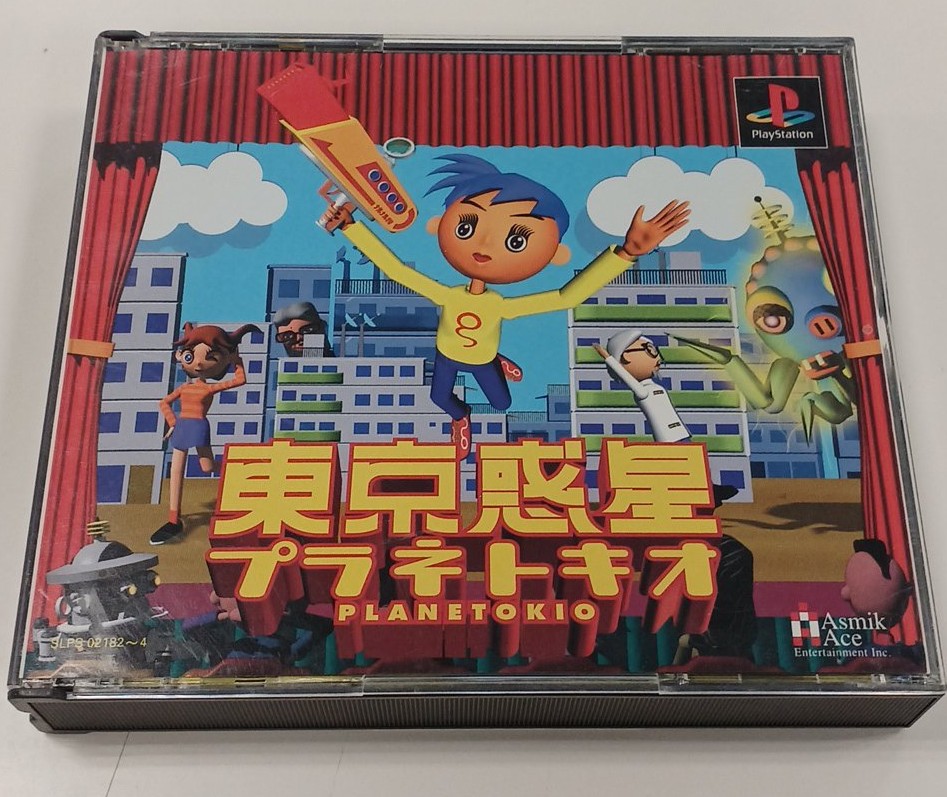 PlayStation
東京惑星
プラネトキオ
PLANETOKIO
SLPS 02182〜4
Asmik
Ace
Entertainment Inc.